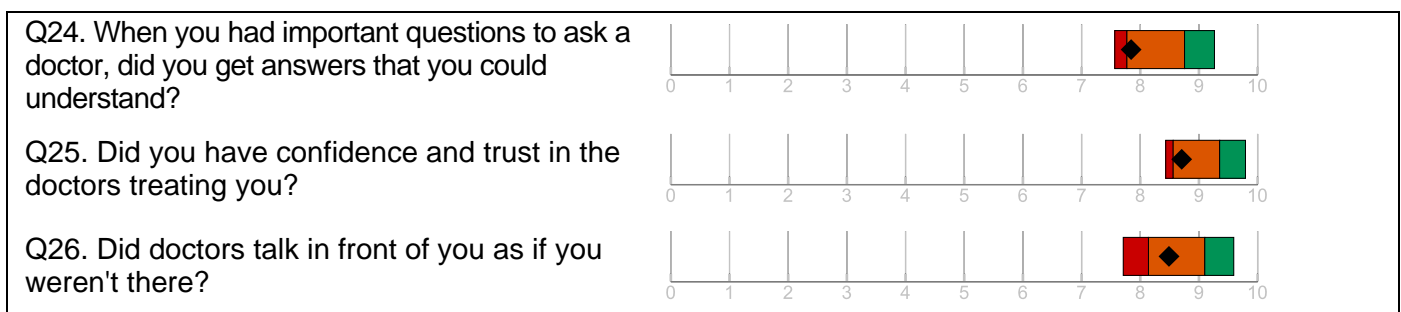 Q24. When you had important questions to ask a
doctor, did you get answers that you could
understand?
0 1 2 3 4 5 6 7 8 9 10
Q25. Did you have confidence and trust in the
doctors treating you?
0 1 2 3 4 5 6 7 8 9 10
Q26. Did doctors talk in front of you as if you
weren't there?
0 1 2 3 4 5 6 7 8 9 10